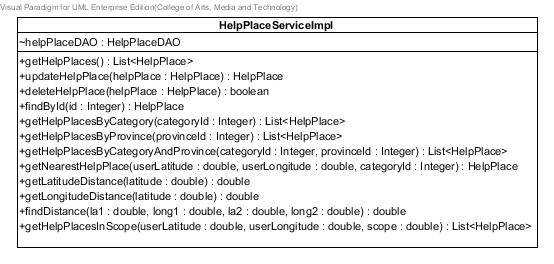 Visual Paradigm for UML Enterprise Edition(College of Arts, Media and Technology)
HelpPlaceServiceImpl
~helpPlaceDAO : HelpPlaceDAO
+getHelpPlaces() : List<HelpPlace>
+updateHelpPlace(helpPlace : HelpPlace) : HelpPlace
+deleteHelpPlace(helpPlace : HelpPlace) : boolean
+findById(id : Integer) : HelpPlace
+getHelpPlacesByCategory(categoryId : Integer) : List<HelpPlace>
+getHelpPlacesByProvince(provinceId : Integer) : List<HelpPlace>
+getHelpPlacesByCategoryAndProvince(categoryId : Integer, provinceId : Integer) : List<HelpPlace>
+getNearestHelpPlace(userLatitude : double, userLongitude : double, categoryId : Integer) : HelpPlace
+getLatitudeDistance(latitude : double) : double
+getLongitudeDistance(latitude : double) : double
+findDistance(la1 : double, long1 : double, la2 : double, long2 : double) : double
+getHelpPlacesInScope(userLatitude : double, userLongitude : double, scope : double) : List<HelpPlace>